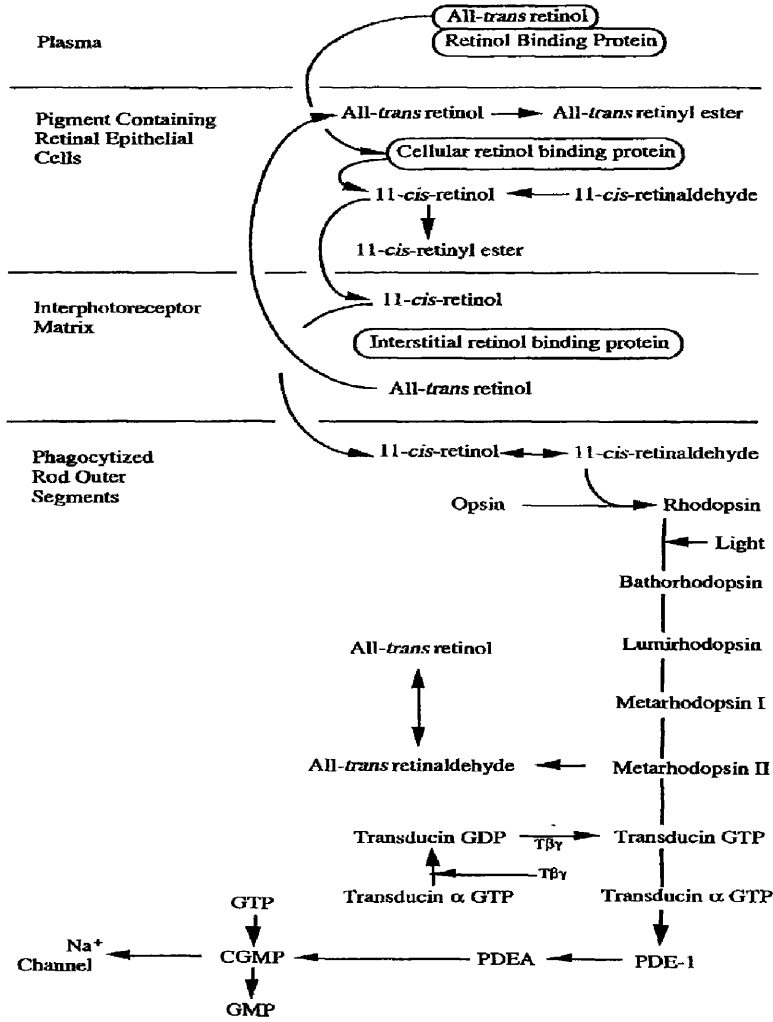 Plasma
All-trans retinol
Retinol Binding Protein
Pigment Containing
Retinal Epithelial
Cells
All-trans retinol
All-trans retinyl ester
Cellular retinol binding protein
11-cis-retinol
11-cis-retinaldehyde
11-cis-retinyl ester
Interphotoreceptor
Matrix
11-cis-retinol
Interstitial retinol binding protein
All-trans retinol
Phagocytized
Rod Outer
Segments
11-cis-retinol
11-cis-retinaldehyde
Opsin
Rhodopsin
Light
Bathorhodopsin
All-trans retinol
Lumirhodopsin
Metarhodopsin I
All-trans retinaldehyde
Metarhodopsin II
Transducin GDP
Tβγ
Transducin GTP
Tβγ
Transducin α GTP
Transducin α GTP
GTP
Na+
Channel
CGMP
PDEA
PDE-1
GMP